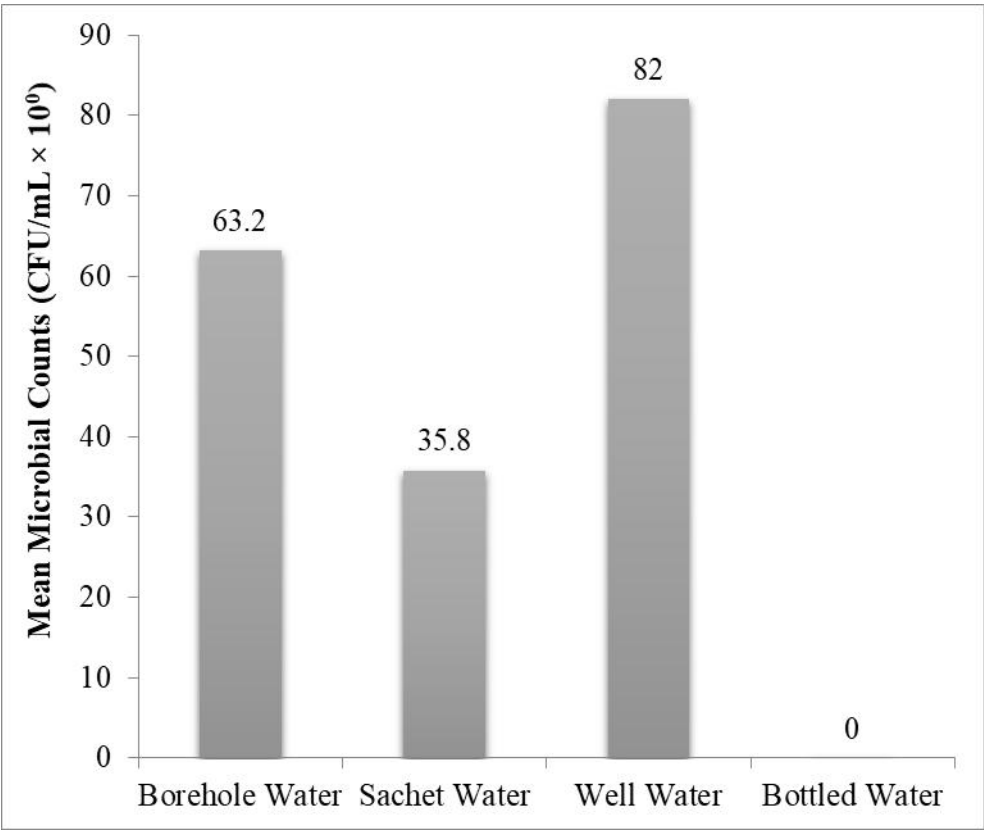 Mean Microbial Counts (CFU/mL × 10⁰)
90
80
70
60
50
40
30
20
10
0
63.2
35.8
82
0
Borehole Water
Sachet Water
Well Water
Bottled Water